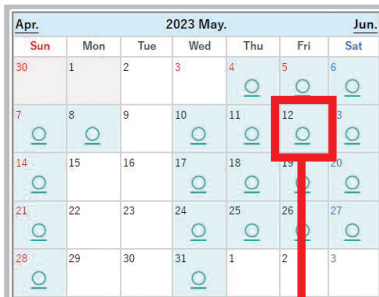 Apr. 2023 May. Jun.
Sun Mon Tue Wed Thu Fri Sat
30 1 2 3 4 5 6
7 8 9 10 11 12 13
14 15 16 17 18 19 20
21 22 23 24 25 26 27
28 29 30 31 1 2 3